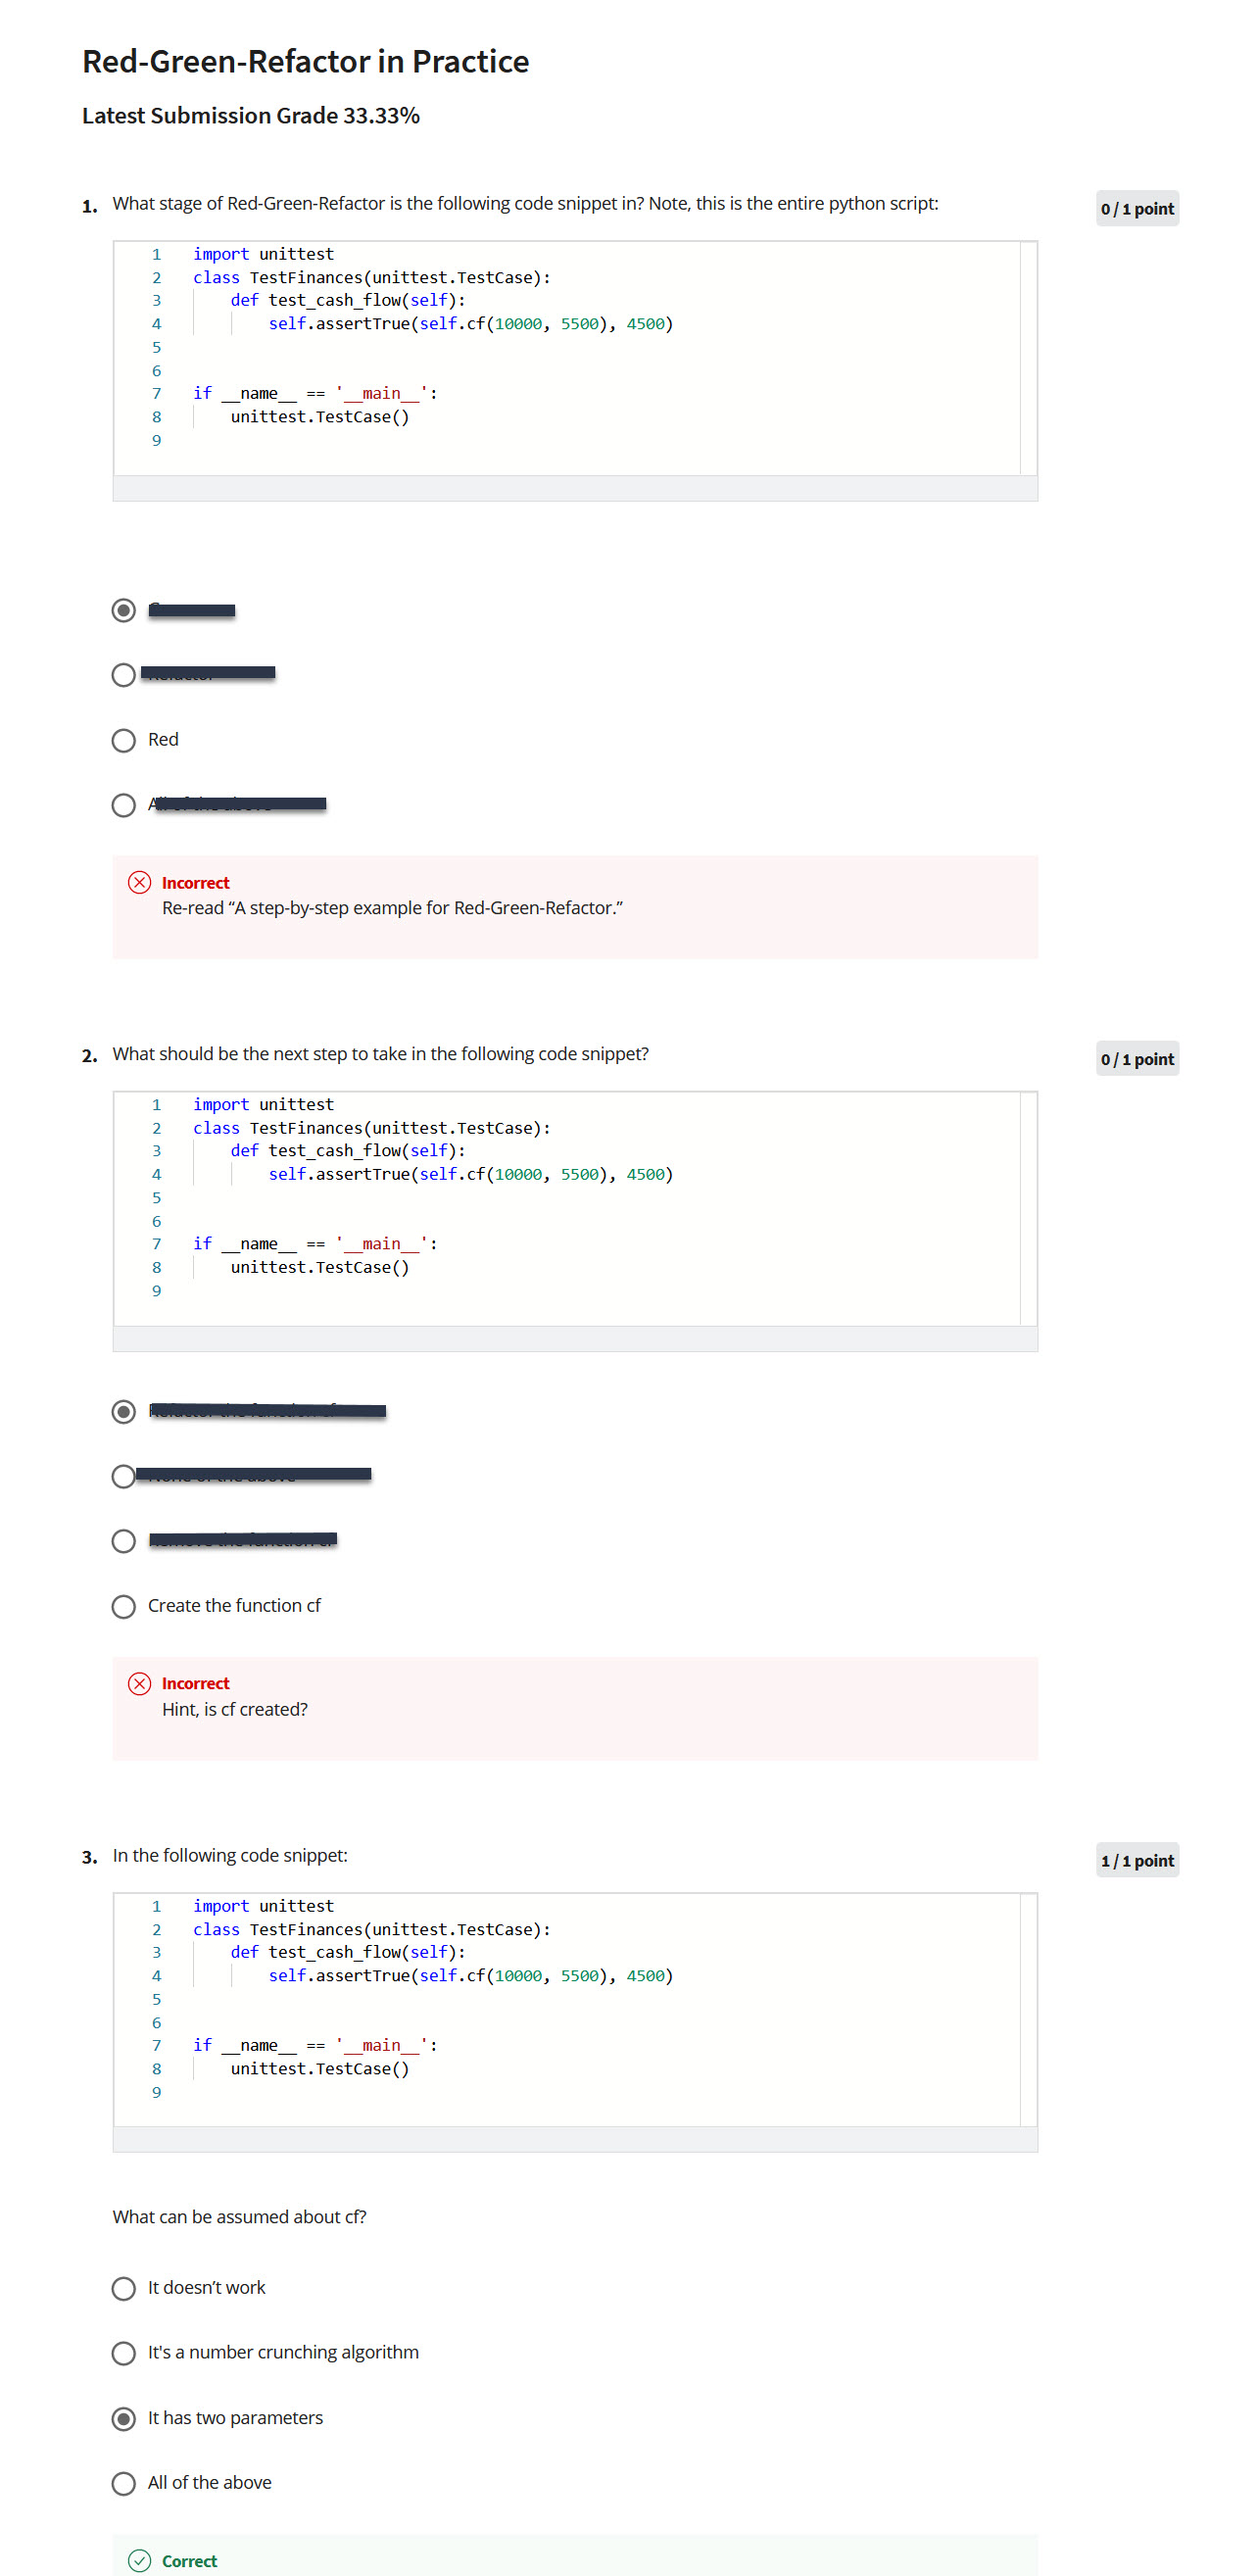 Red-Green-Refactor in Practice
Latest Submission Grade 33.33%
1. What stage of Red-Green-Refactor is the following code snippet in? Note, this is the entire python script:
0 / 1 point
1 import unittest
2 class TestFinances(unittest.TestCase):
3 def test_cash_flow(self):
4 self.assertTrue(self.cf(10000, 5500), 4500)
5
6
7 if __name__ == '__main__':
8 unittest.TestCase()
9
Red
Incorrect
Re-read “A step-by-step example for Red-Green-Refactor.”
2. What should be the next step to take in the following code snippet?
0 / 1 point
1 import unittest
2 class TestFinances(unittest.TestCase):
3 def test_cash_flow(self):
4 self.assertTrue(self.cf(10000, 5500), 4500)
5
6
7 if __name__ == '__main__':
8 unittest.TestCase()
9
Create the function cf
Incorrect
Hint, is cf created?
3. In the following code snippet:
1 / 1 point
1 import unittest
2 class TestFinances(unittest.TestCase):
3 def test_cash_flow(self):
4 self.assertTrue(self.cf(10000, 5500), 4500)
5
6
7 if __name__ == '__main__':
8 unittest.TestCase()
9
What can be assumed about cf?
It doesn’t work
It's a number crunching algorithm
It has two parameters
All of the above
Correct